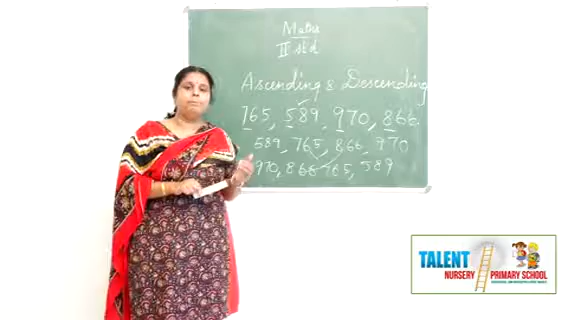 Maths
II std
Ascending & Descending
765, 589, 970, 866
589, 765, 866, 970
970, 866, 765, 589
TALENT
NURSERY PRIMARY SCHOOL